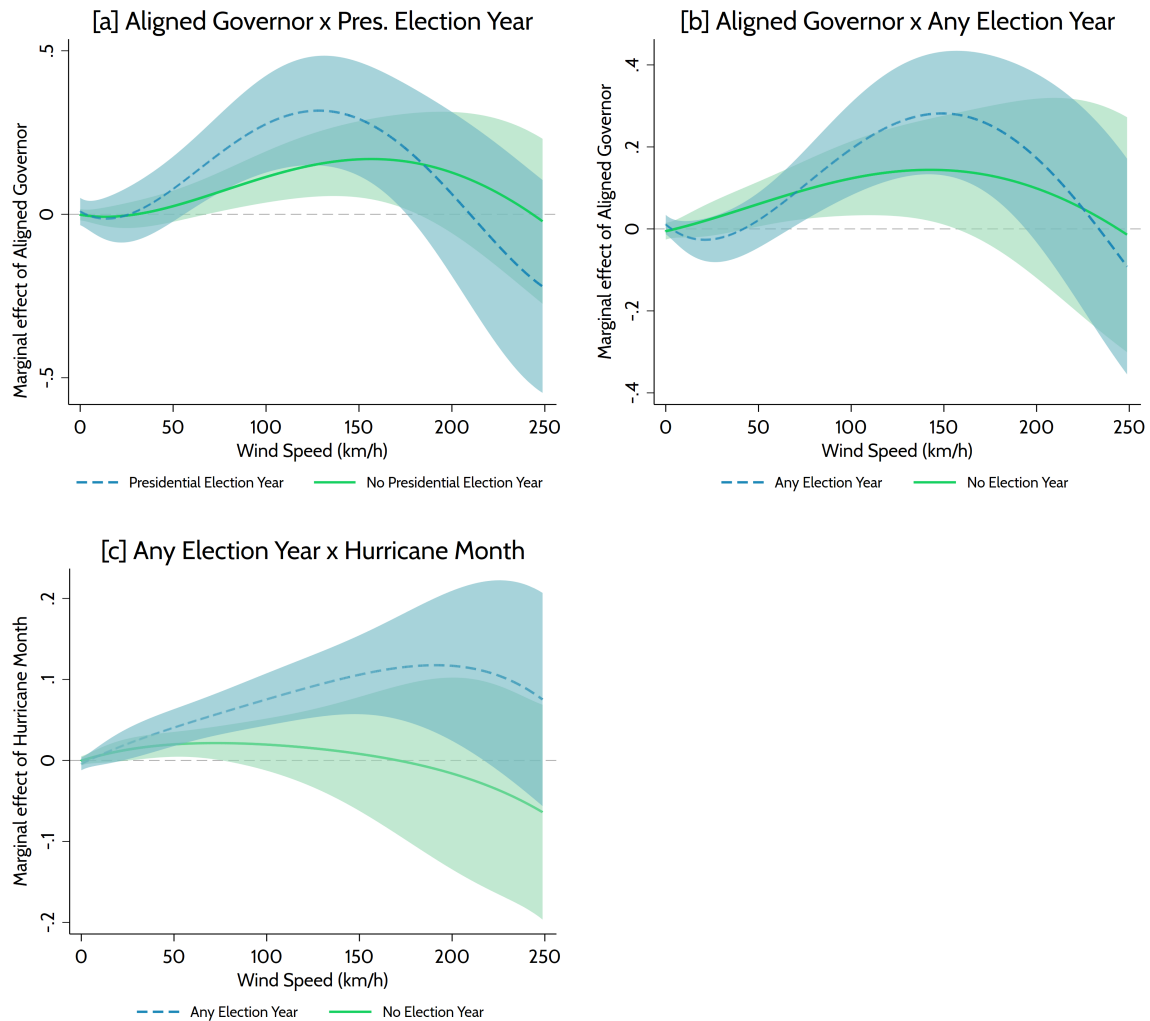 [a] Aligned Governor x Pres. Election Year
Marginal effect of Aligned Governor
.5
0
-.5
0 50 100 150 200 250
Wind Speed (km/h)
Presidential Election Year No Presidential Election Year
[b] Aligned Governor x Any Election Year
Marginal effect of Aligned Governor
.4
.2
0
-.2
-.4
0 50 100 150 200 250
Wind Speed (km/h)
Any Election Year No Election Year
[c] Any Election Year x Hurricane Month
Marginal effect of Hurricane Month
.2
.1
0
-.1
-.2
0 50 100 150 200 250
Wind Speed (km/h)
Any Election Year No Election Year